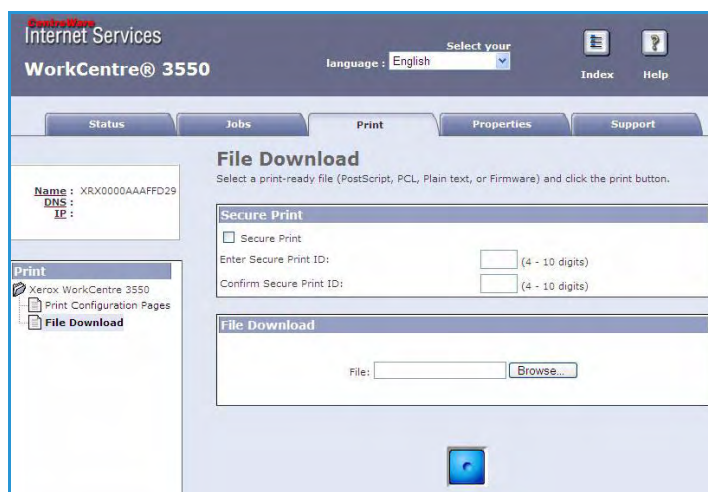 CentreWare
Internet Services
WorkCentre® 3550
Select your
language : English
Index
Help
Status
Jobs
Print
Properties
Support
Name : XRX0000AAAFFD29
DNS :
IP :
Print
Xerox WorkCentre 3550
Print Configuration Pages
File Download
File Download
Select a print-ready file (PostScript, PCL, Plain text, or Firmware) and click the print button.
Secure Print
Secure Print
Enter Secure Print ID: (4 - 10 digits)
Confirm Secure Print ID: (4 - 10 digits)
File Download
File: Browse...